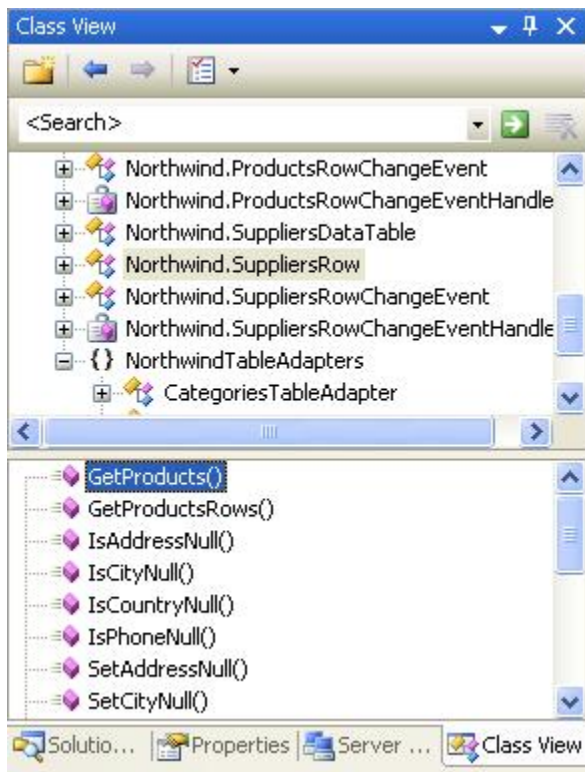 Class View
<Search>
Northwind.ProductsRowChangeEvent
Northwind.ProductsRowChangeEventHandle
Northwind.SuppliersDataTable
Northwind.SuppliersRow
Northwind.SuppliersRowChangeEvent
Northwind.SuppliersRowChangeEventHandle
{} NorthwindTableAdapters
CategoriesTableAdapter
GetProducts()
GetProductsRows()
IsAddressNull()
IsCityNull()
IsCountryNull()
IsPhoneNull()
SetAddressNull()
SetCityNull()
Solutio... Properties Server ... Class View